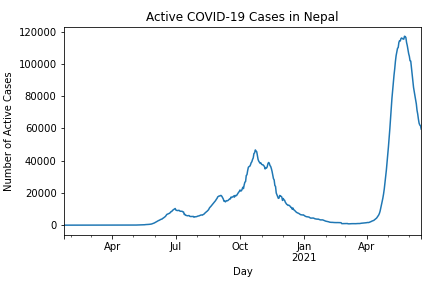 Active COVID-19 Cases in Nepal
120000
100000
80000
60000
40000
20000
0
Number of Active Cases
Apr
Jul
Oct
Jan
2021
Apr
Day